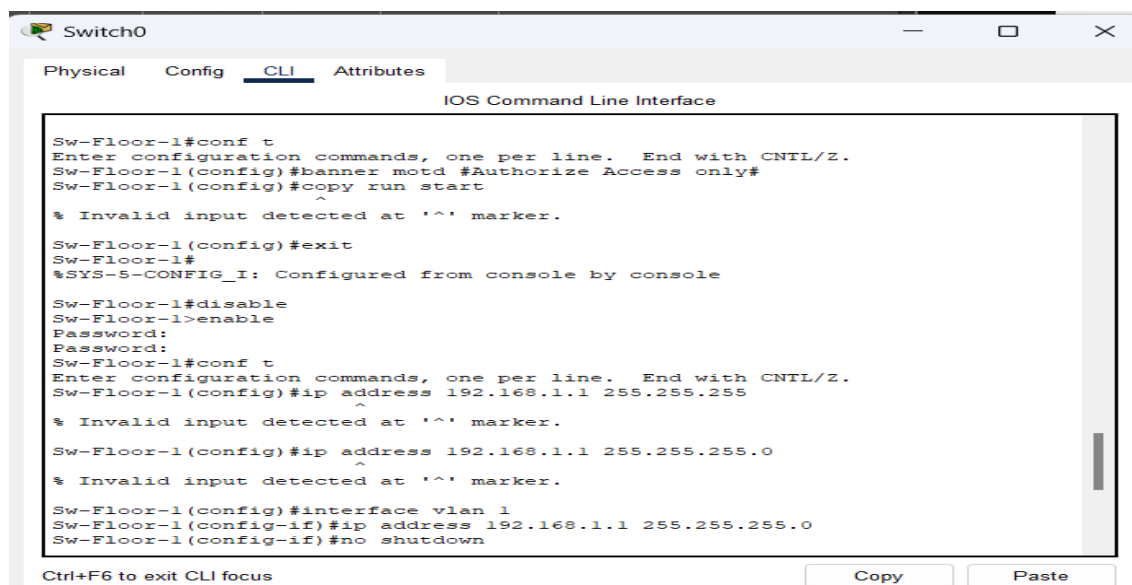 Switch0
Physical Config CLI Attributes
IOS Command Line Interface
Sw-Floor-1#conf t
Enter configuration commands, one per line.  End with CNTL/Z.
Sw-Floor-1(config)#banner motd #Authorize Access only#
Sw-Floor-1(config)#copy run start
^
% Invalid input detected at '^' marker.
Sw-Floor-1(config)#exit
Sw-Floor-1#
%SYS-5-CONFIG_I: Configured from console by console
Sw-Floor-1#disable
Sw-Floor-1>enable
Password:
Password:
Sw-Floor-1#conf t
Enter configuration commands, one per line.  End with CNTL/Z.
Sw-Floor-1(config)#ip address 192.168.1.1 255.255.255
^
% Invalid input detected at '^' marker.
Sw-Floor-1(config)#ip address 192.168.1.1 255.255.255.0
^
% Invalid input detected at '^' marker.
Sw-Floor-1(config)#interface vlan 1
Sw-Floor-1(config-if)#ip address 192.168.1.1 255.255.255.0
Sw-Floor-1(config-if)#no shutdown
Ctrl+F6 to exit CLI focus Copy Paste